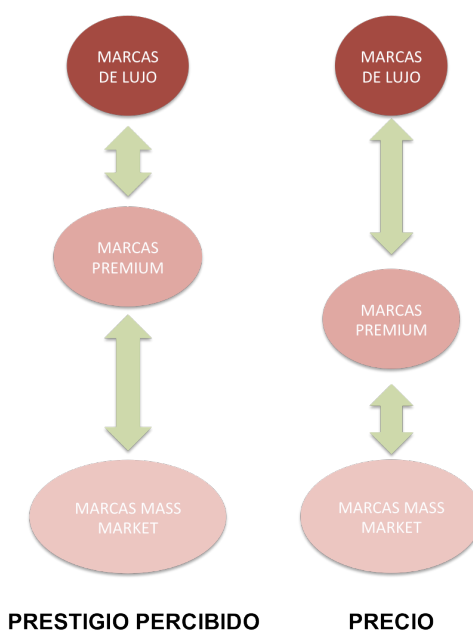 MARCAS
DE LUJO
MARCAS
PREMIUM
MARCAS MASS
MARKET
PRESTIGIO PERCIBIDO
MARCAS
DE LUJO
MARCAS
PREMIUM
MARCAS MASS
MARKET
PRECIO